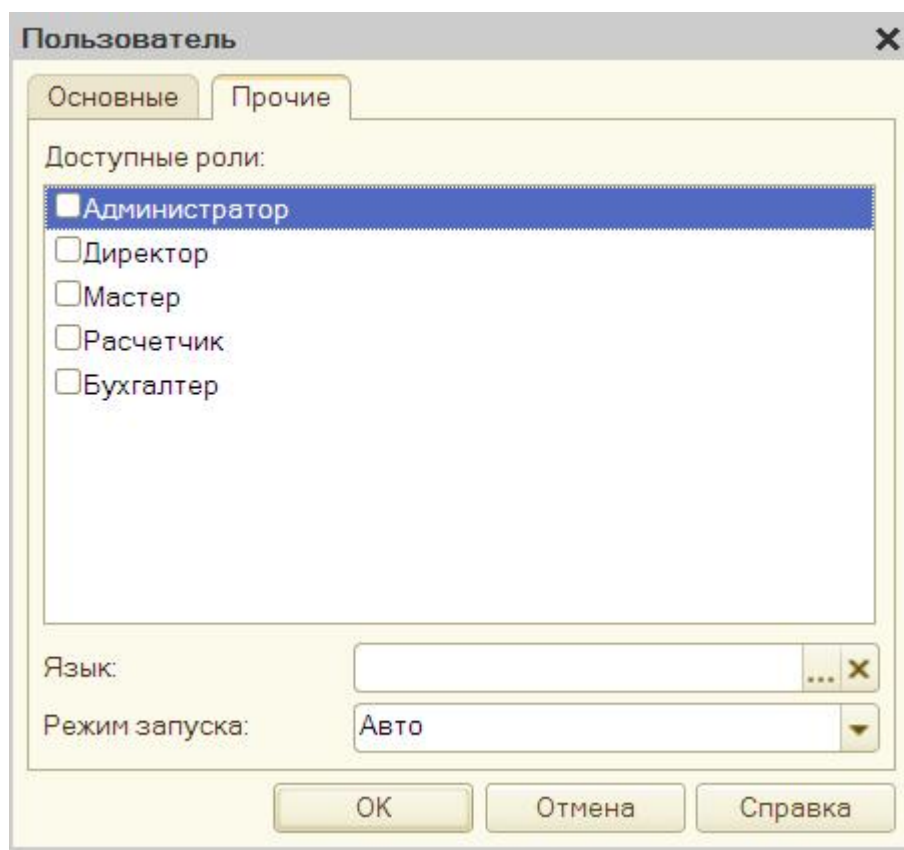 Пользователь
Основные Прочие
Доступные роли:
Администратор
Директор
Мастер
Расчетчик
Бухгалтер
Язык: ...
Режим запуска: Авто
ОК Отмена Справка